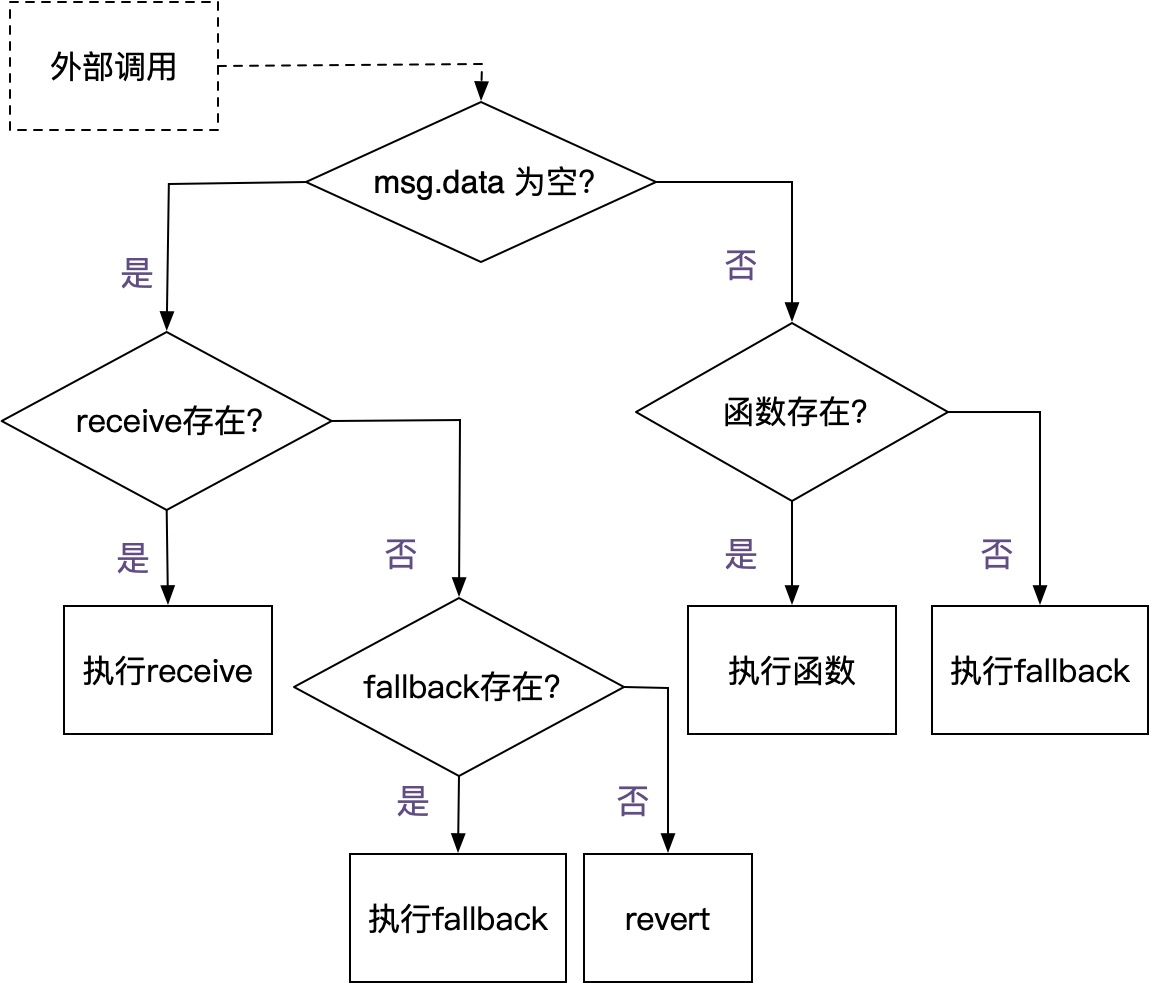 外部调用
msg.data 为空?
是
否
receive存在?
函数存在?
是
否
是
否
执行receive
fallback存在?
执行函数
执行fallback
是
否
执行fallback
revert